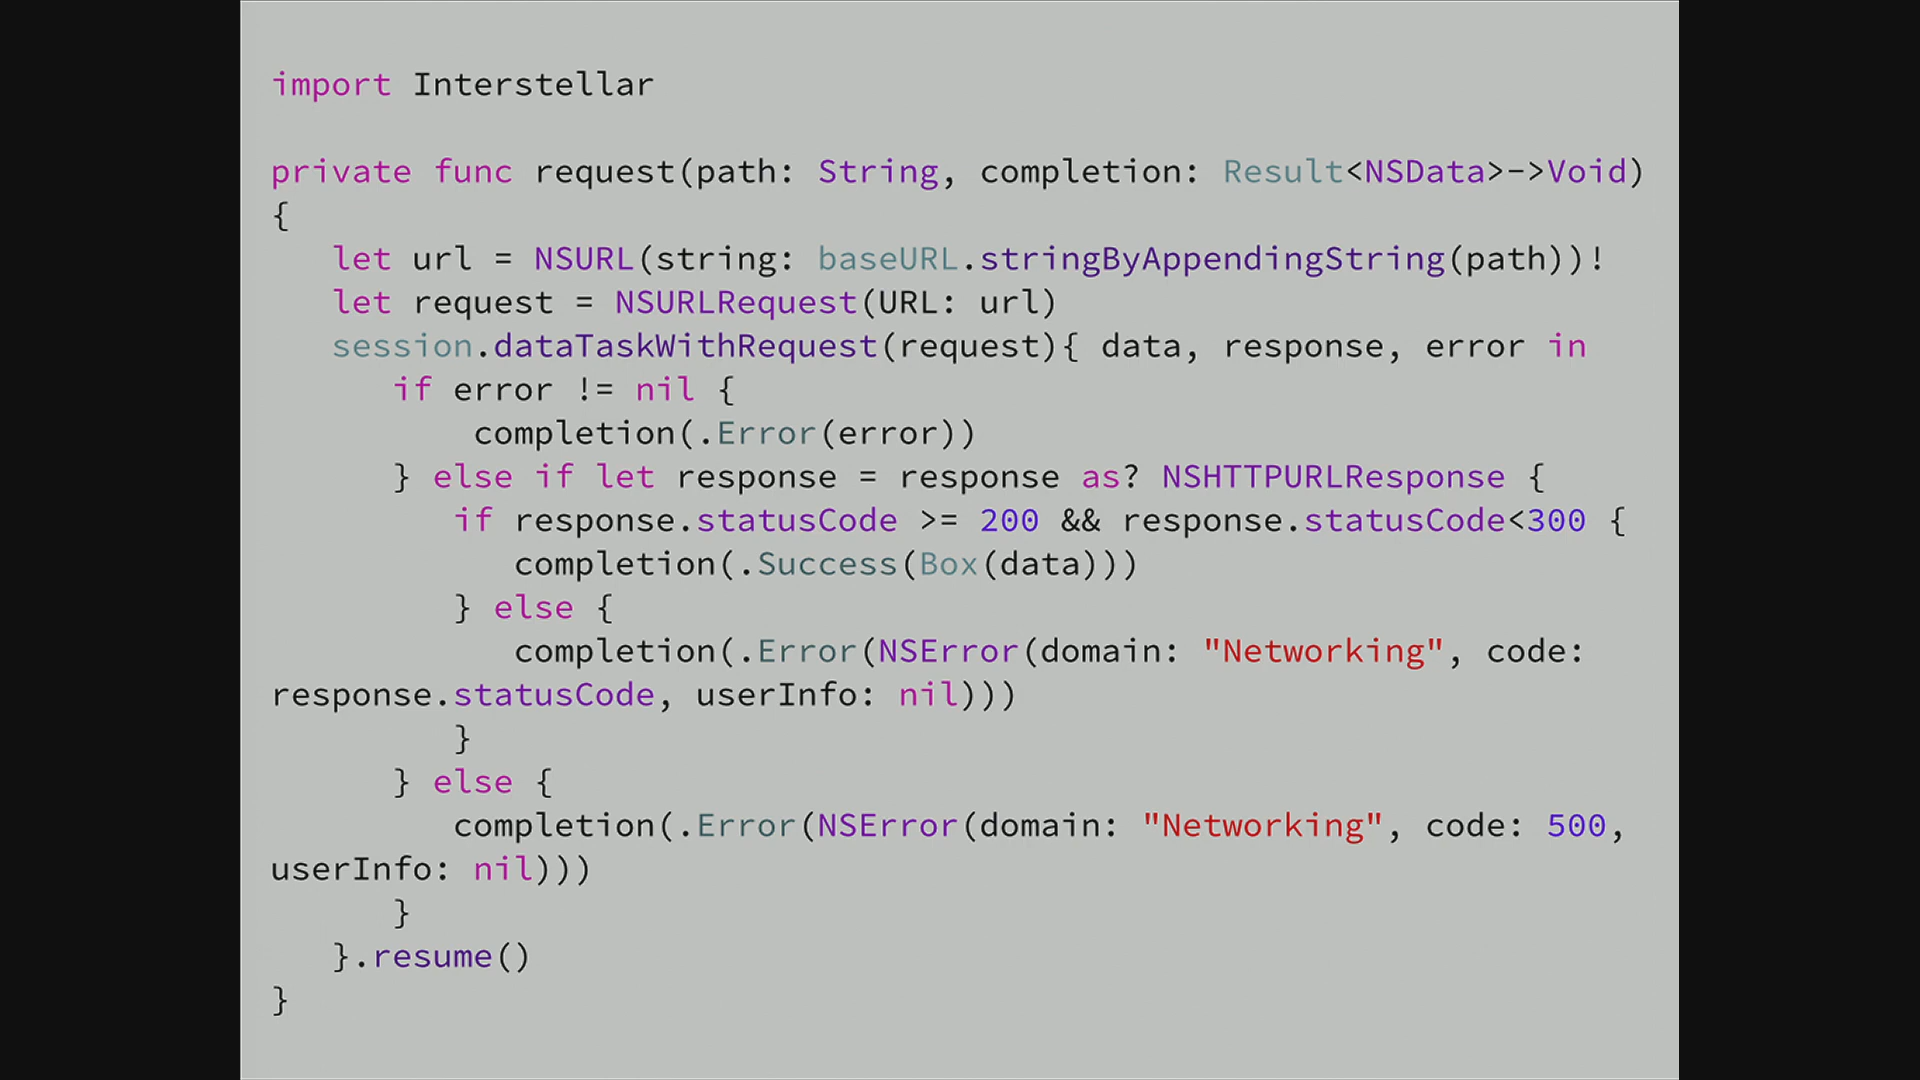 import Interstellar
private func request(path: String, completion: Result<NSData>->Void)
{
let url = NSURL(string: baseURL.stringByAppendingString(path))!
let request = NSURLRequest(URL: url)
session.dataTaskWithRequest(request){ data, response, error in
if error != nil {
completion(.Error(error))
} else if let response = response as? NSHTTPURLResponse {
if response.statusCode >= 200 && response.statusCode<300 {
completion(.Success(Box(data)))
} else {
completion(.Error(NSError(domain: "Networking", code:
response.statusCode, userInfo: nil)))
}
} else {
completion(.Error(NSError(domain: "Networking", code: 500,
userInfo: nil)))
}
}.resume()
}